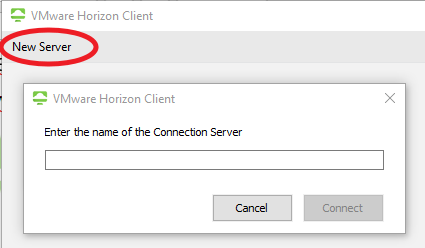 VMware Horizon Client
New Server
VMware Horizon Client
Enter the name of the Connection Server
Cancel Connect